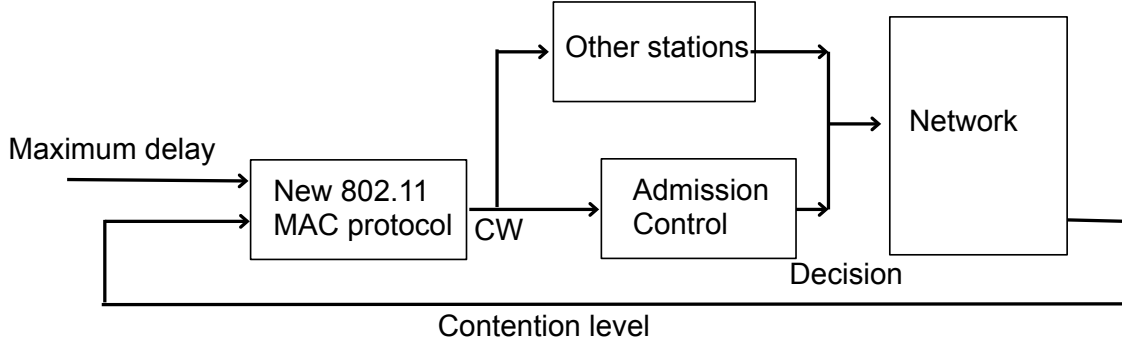 Other stations
Network
Maximum delay
New 802.11
MAC protocol
CW
Admission
Control
Decision
Contention level